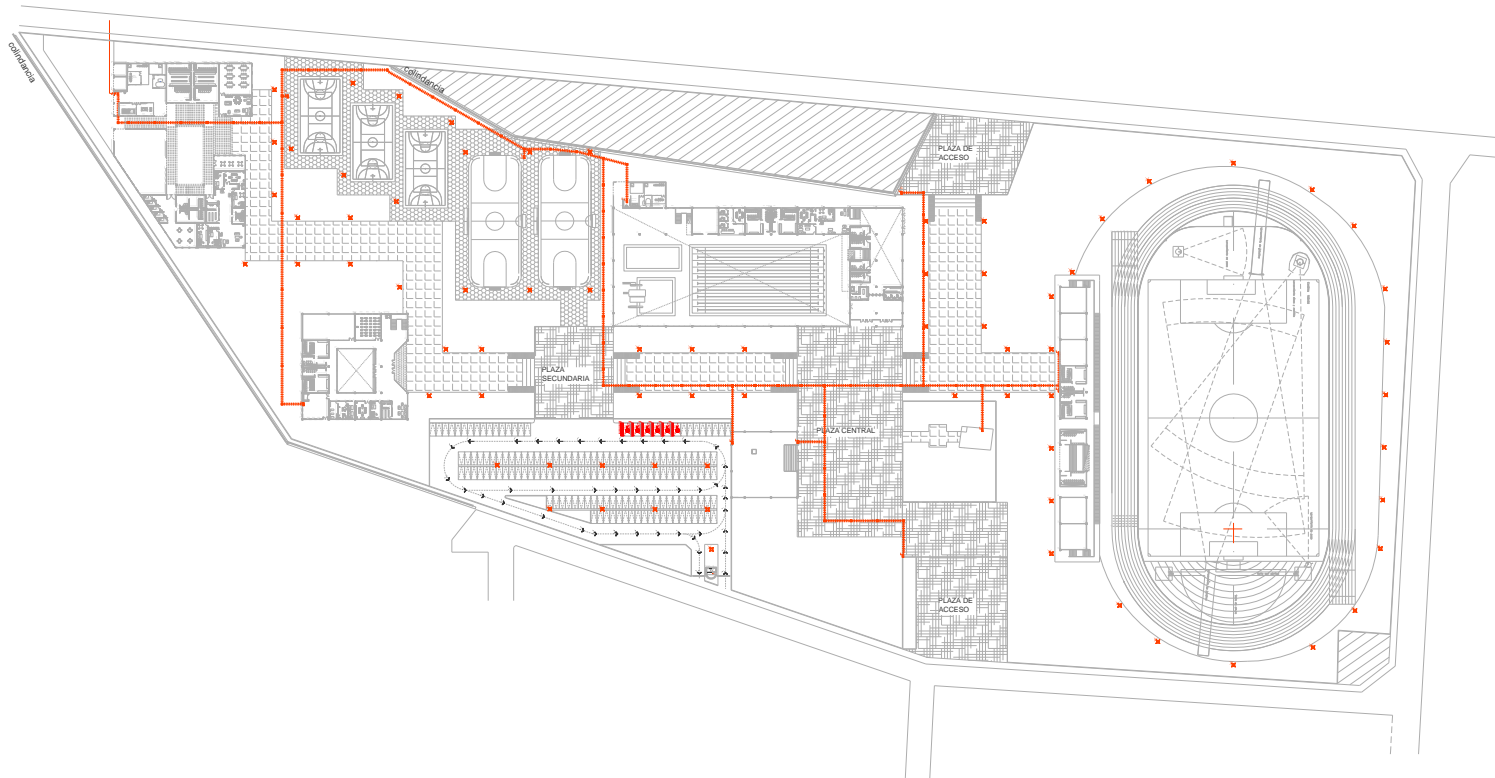 colindancia
colindancia
PLAZA DE
ACCESO
PLAZA
SECUNDARIA
PLAZA CENTRAL
PLAZA DE
ACCESO